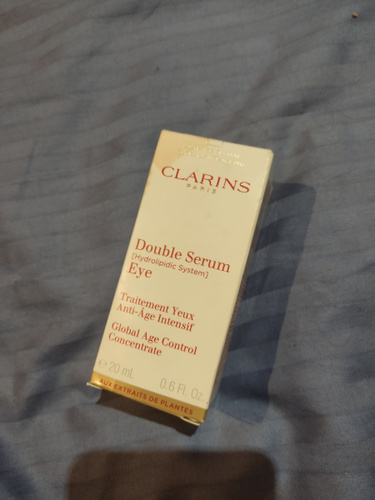 CLARINS
PARIS
Double Serum
[Hydrolipidic System]
Eye
Traitement Yeux
Anti-Âge Intensif
Global Age Control
Concentrate
℮ 20 mL 0.6 Fl. Oz.
AUX EXTRAITS DE PLANTES